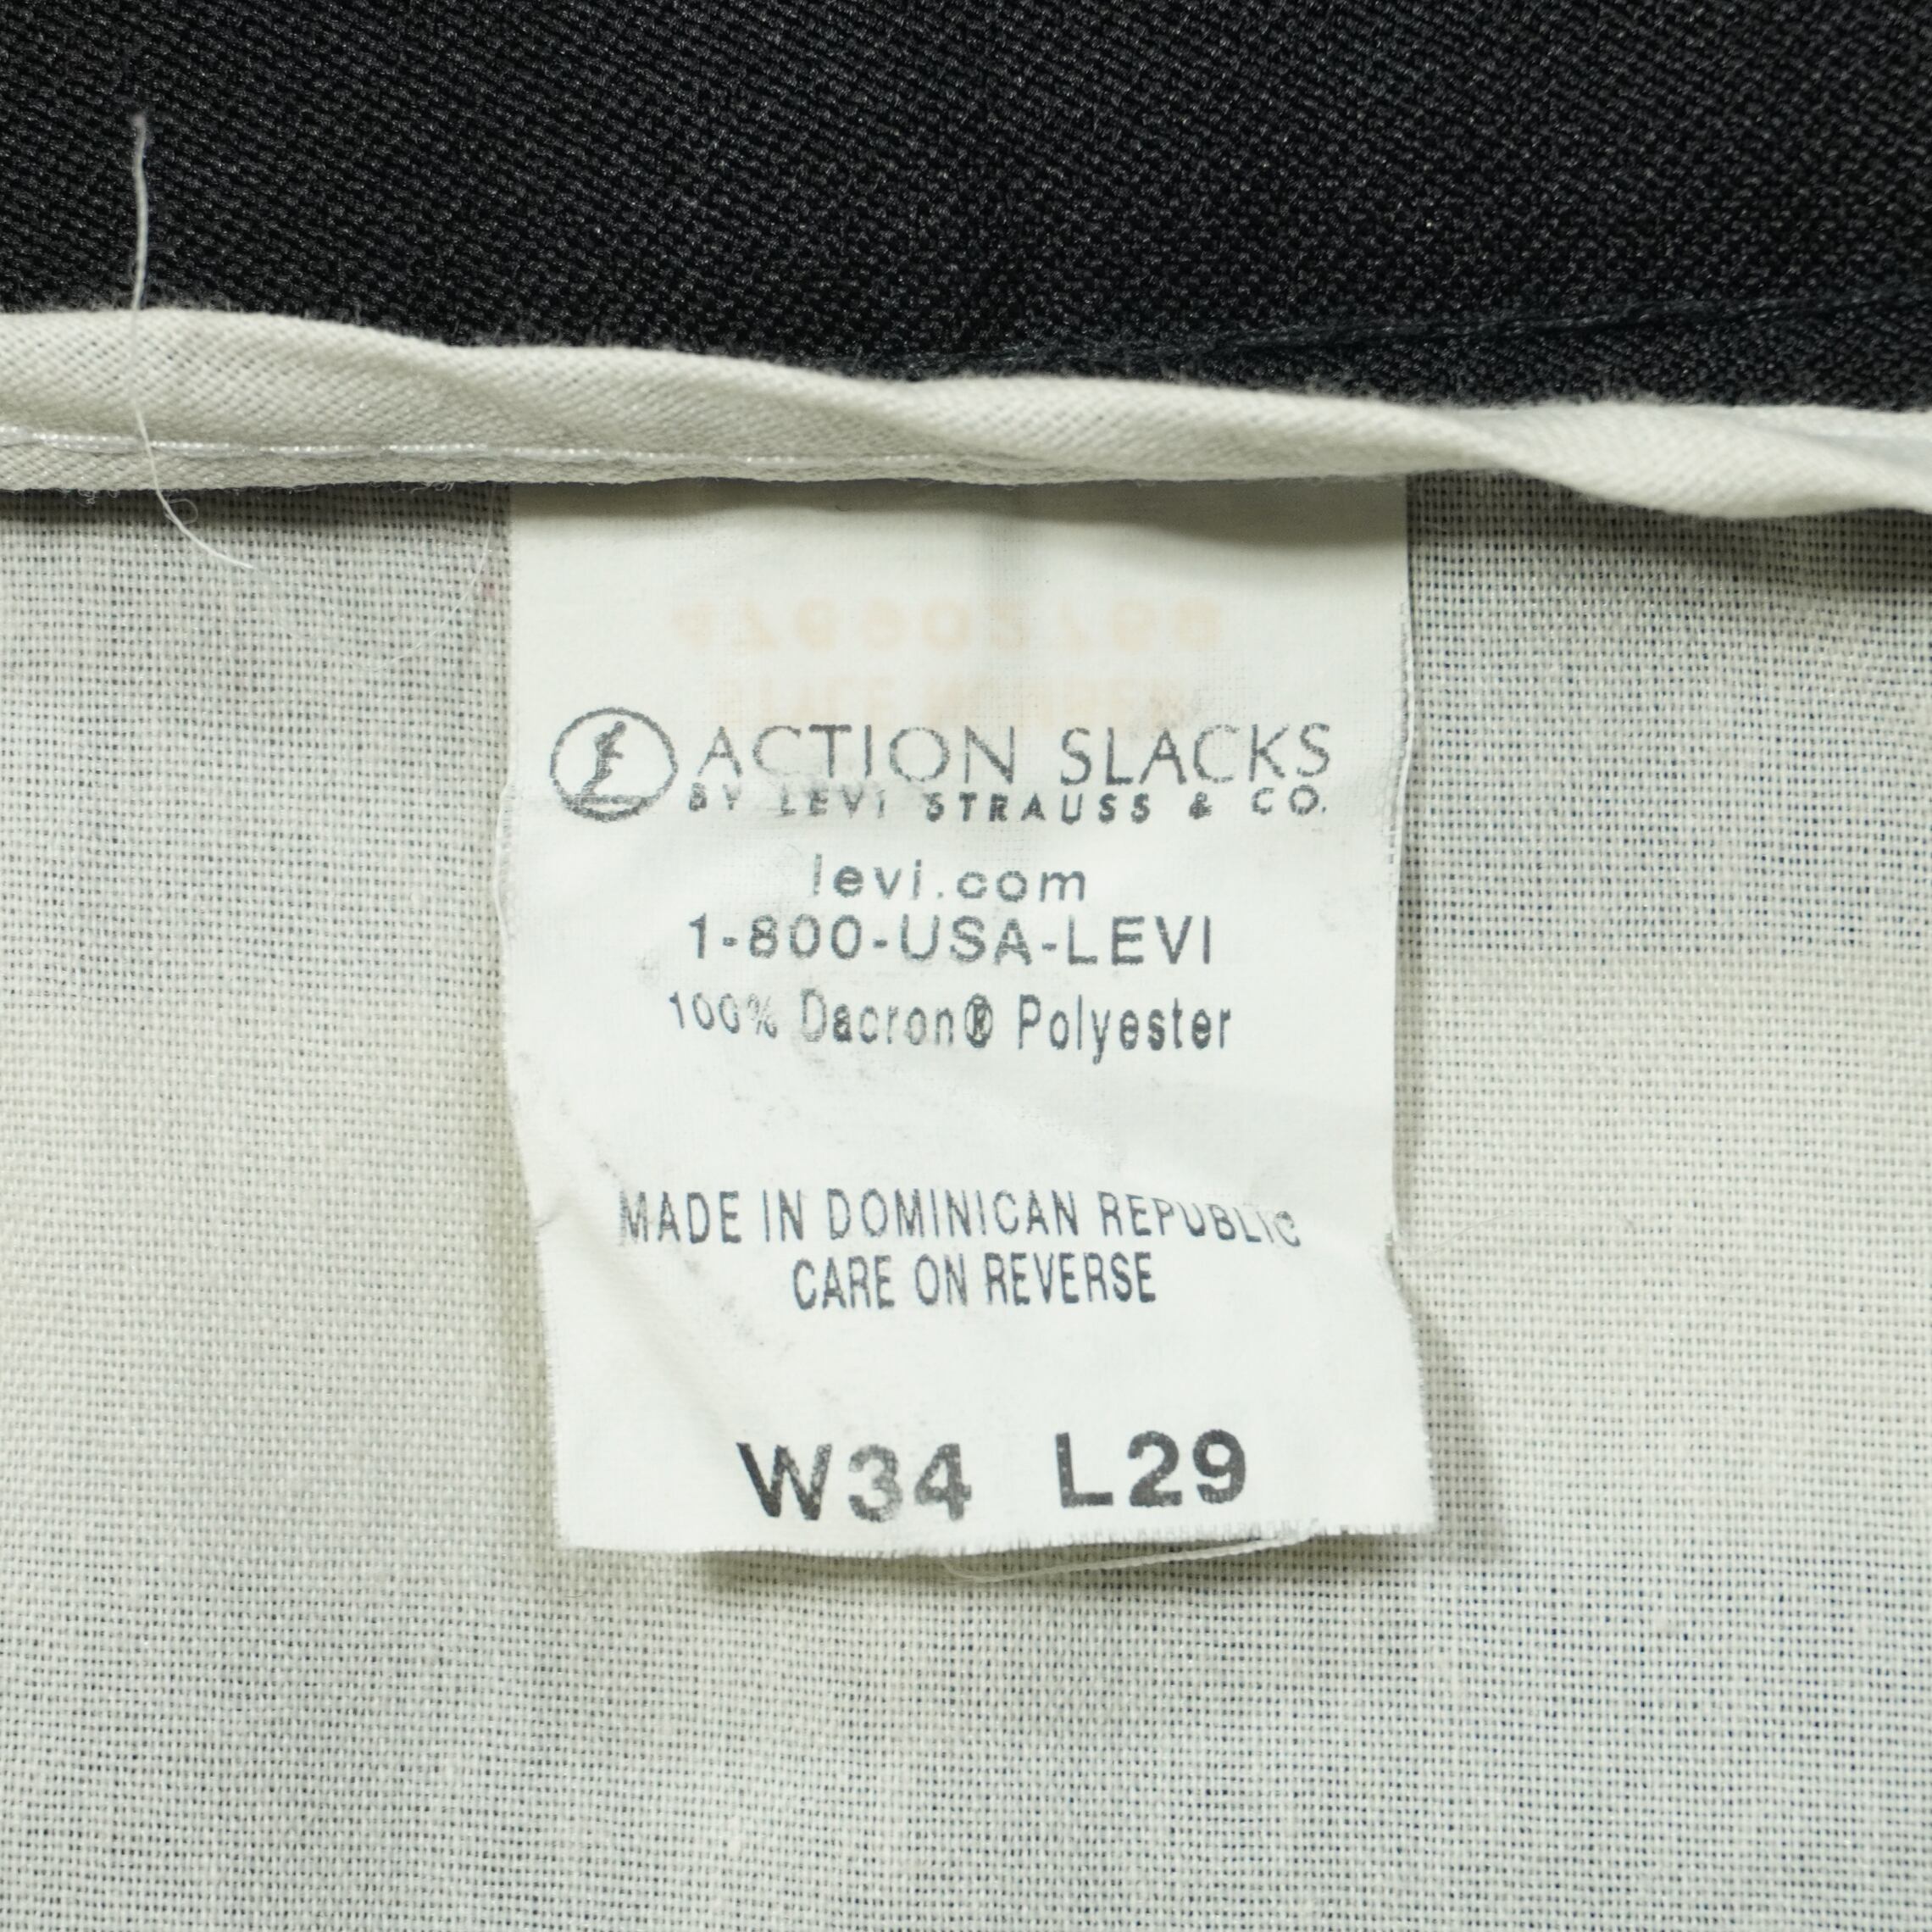 ACTION SLACKS
BY LEVI STRAUSS & CO.
levi.com
1-800-USA-LEVI
100% Dacron® Polyester
MADE IN DOMINICAN REPUBLIC
CARE ON REVERSE
W34 L29